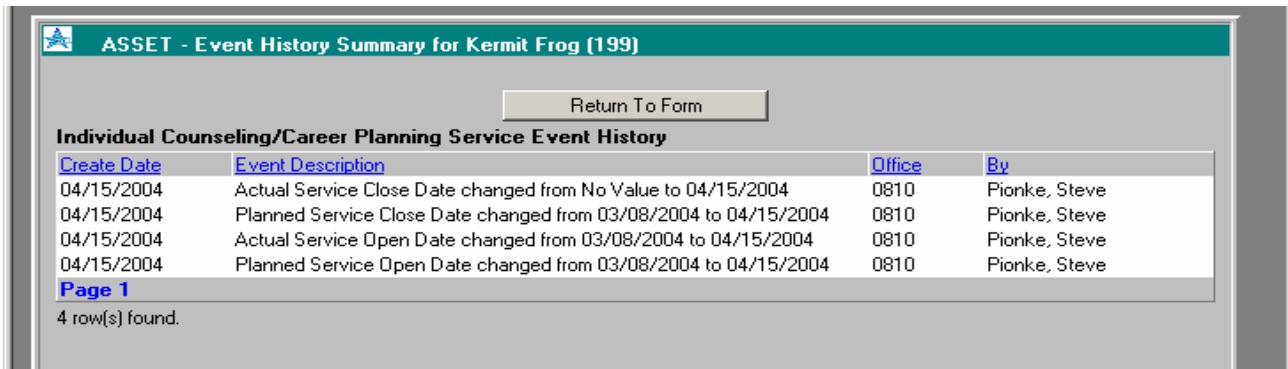 ASSET - Event History Summary for Kermit Frog (199)
Return To Form
Individual Counseling/Career Planning Service Event History
Create Date Event Description Office By
04/15/2004 Actual Service Close Date changed from No Value to 04/15/2004 0810 Pionke, Steve
04/15/2004 Planned Service Close Date changed from 03/08/2004 to 04/15/2004 0810 Pionke, Steve
04/15/2004 Actual Service Open Date changed from 03/08/2004 to 04/15/2004 0810 Pionke, Steve
04/15/2004 Planned Service Open Date changed from 03/08/2004 to 04/15/2004 0810 Pionke, Steve
Page 1
4 row(s) found.